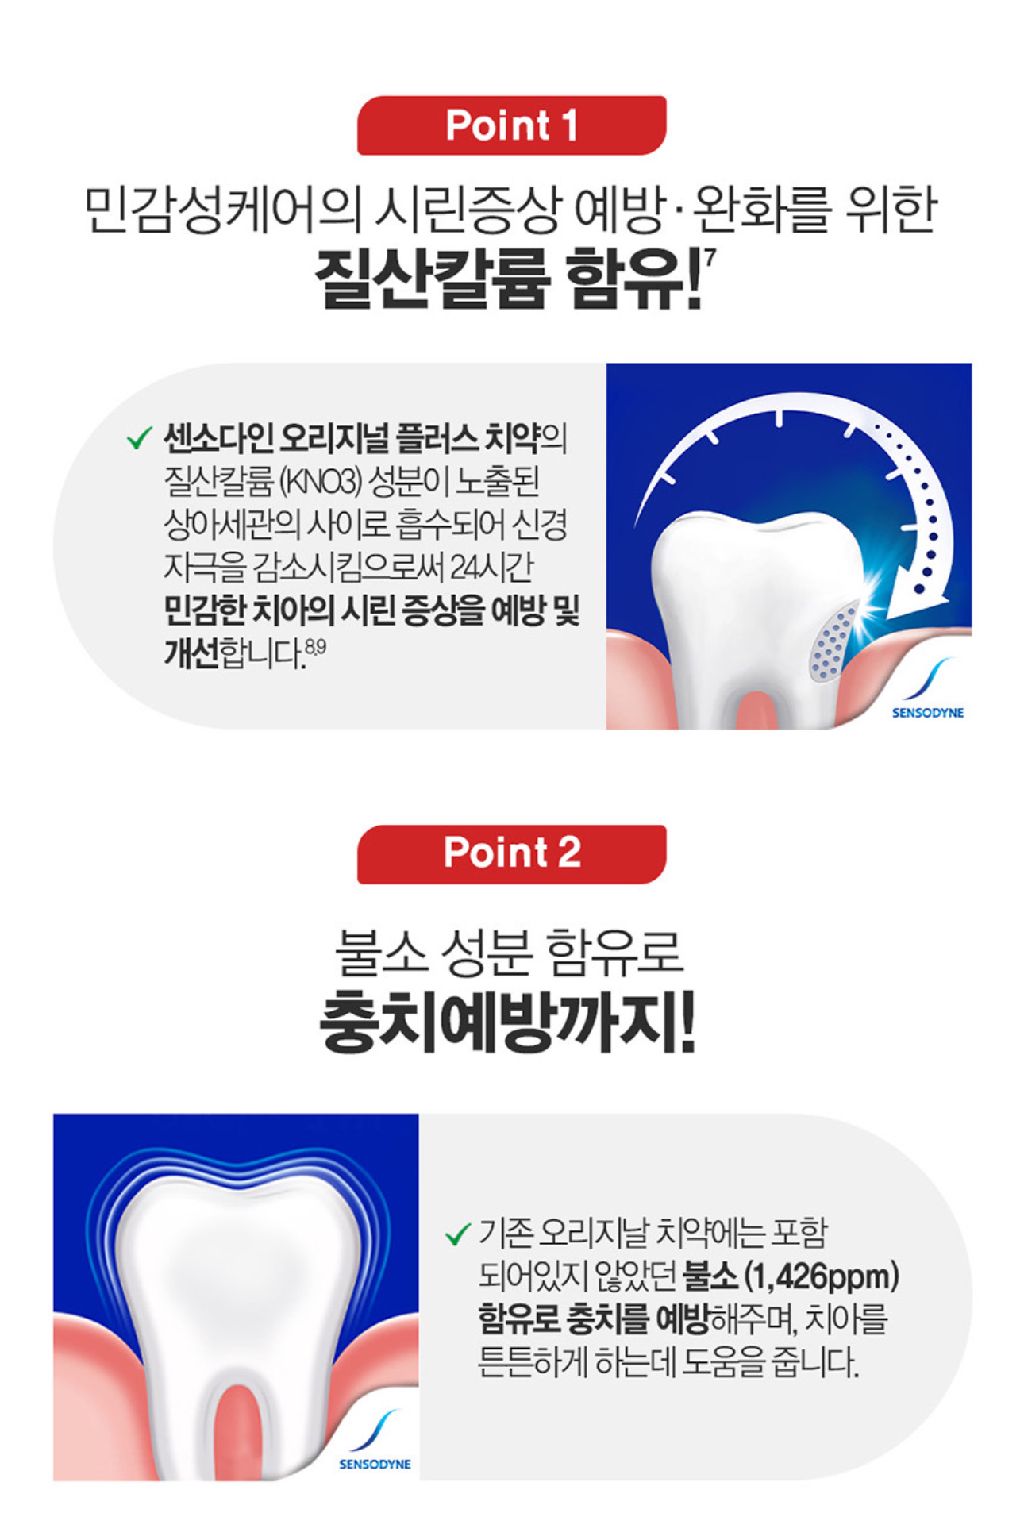 Point 1
민감성케어의 시린증상 예방·완화를 위한
질산칼륨 함유!7
✓ 센소다인 오리지널 플러스 치약의
질산칼륨(KNO3) 성분이 노출된
상아세관의 사이로 흡수되어 신경
자극을 감소시킴으로써 24시간
민감한 치아의 시린 증상을 예방 및
개선합니다.8,9
SENSODYNE
Point 2
불소 성분 함유로
충치예방까지!
✓ 기존 오리지날 치약에는 포함
되어있지 않았던 불소(1,426ppm)
함유로 충치를 예방해주며, 치아를
튼튼하게 하는데 도움을 줍니다.
SENSODYNE